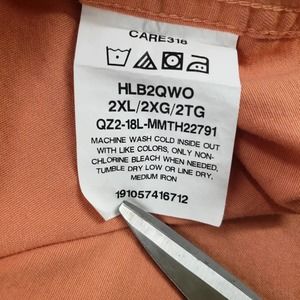 CARE318
HLB2QWO
2XL/2XG/2TG
QZ2-18L-MMTH22791
MACHINE WASH COLD INSIDE OUT
WITH LIKE COLORS, ONLY NON-
CHLORINE BLEACH WHEN NEEDED,
TUMBLE DRY LOW OR LINE DRY,
MEDIUM IRON
191057416712